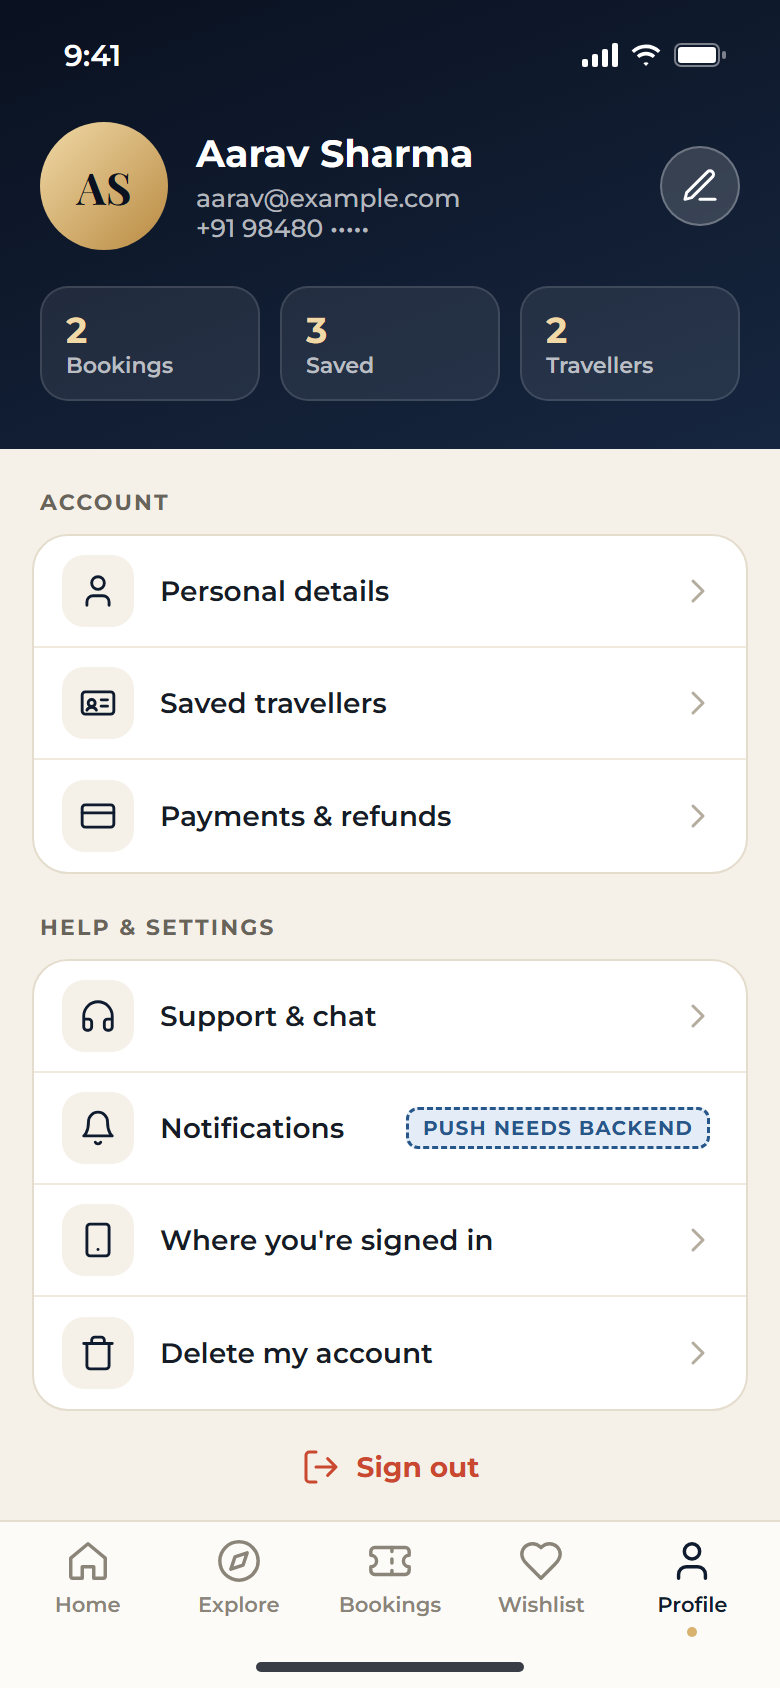 9:41
AS
Aarav Sharma
aarav@example.com
+91 98480 •••••
2
Bookings
3
Saved
2
Travellers
ACCOUNT
Personal details
Saved travellers
Payments & refunds
HELP & SETTINGS
Support & chat
Notifications
PUSH NEEDS BACKEND
Where you're signed in
Delete my account
Sign out
Home
Explore
Bookings
Wishlist
Profile